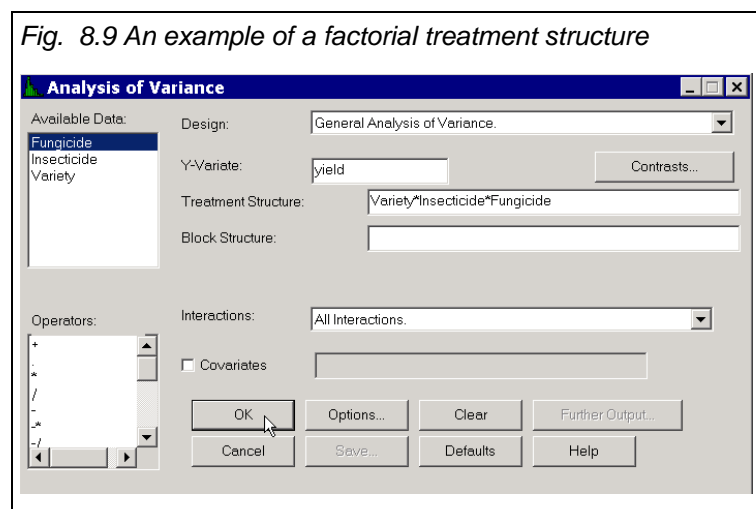 Fig. 8.9 An example of a factorial treatment structure
Analysis of Variance
Available Data:
Fungicide
Insecticide
Variety
Design:
General Analysis of Variance.
Y-Variate:
yield
Contrasts...
Treatment Structure:
Variety*Insecticide*Fungicide
Block Structure:
Operators:
+
.
*
/
-
-*
-/
Interactions:
All Interactions.
Covariates
OK
Options...
Clear
Further Output...
Cancel
Save...
Defaults
Help